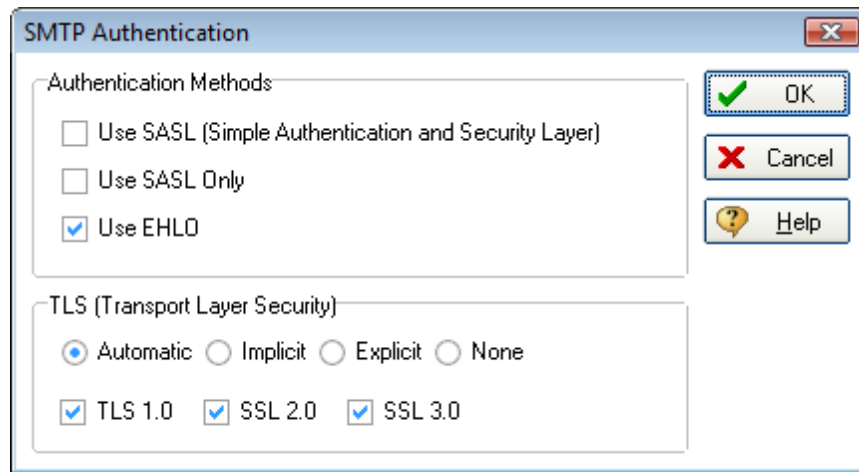 SMTP Authentication
Authentication Methods
Use SASL (Simple Authentication and Security Layer)
Use SASL Only
Use EHLO
OK
Cancel
Help
TLS (Transport Layer Security)
Automatic Implicit Explicit None
TLS 1.0 SSL 2.0 SSL 3.0